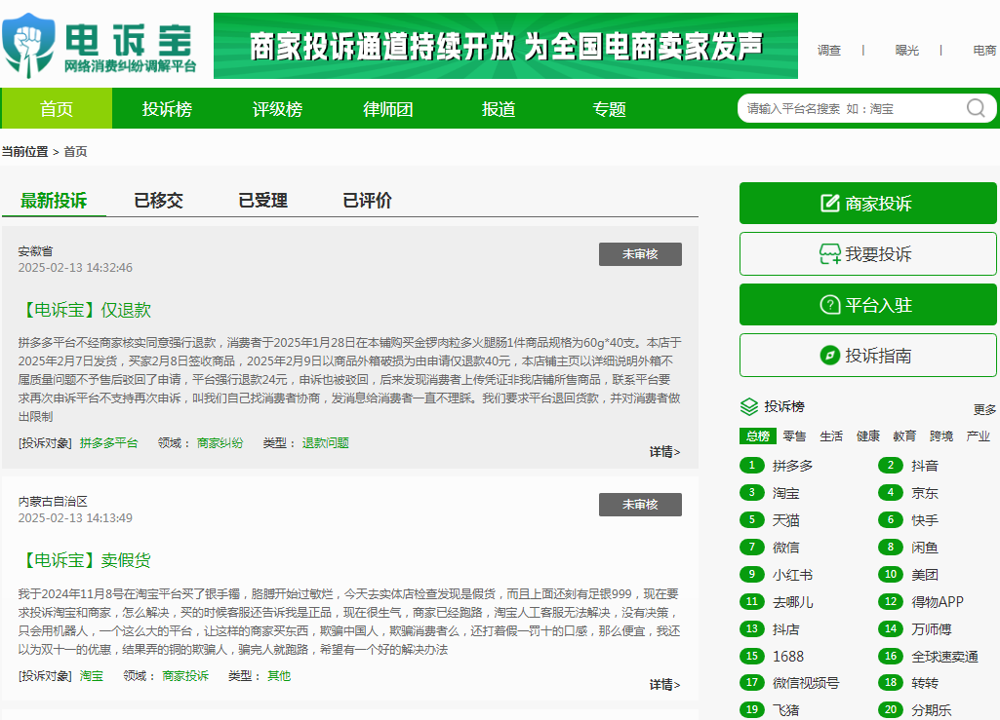 电诉宝
网络消费纠纷调解平台
商家投诉通道持续开放 为全国电商卖家发声
调查 | 曝光 | 电商
首页 投诉榜 评级榜 律师团 报道 专题
请输入平台名搜索 如：淘宝
当前位置 > 首页
最新投诉 已移交 已受理 已评价
安徽省
2025-02-13 14:32:46
未审核
【电诉宝】仅退款
拼多多平台不经商家核实同意强行退款，消费者于2025年1月28日在本铺购买金锣肉粒多火腿肠1件商品规格为60g*40支。本店于
2025年2月7日发货，买家2月8日签收商品，2025年2月9日以商品外箱破损为由申请仅退款40元，本店铺主页以详细说明外箱不
属质量问题不予售后驳回了申请，平台强行退款24元，申诉也被驳回，后来发现消费者上传凭证非我店铺所售商品，联系平台要
求再次申诉平台不支持再次申诉，叫我们自己找消费者协商，发消息给消费者一直不理睬。我们要求平台退回货款，并对消费者做
出限制
[投诉对象] 拼多多平台 领域： 商家纠纷 类型： 退款问题
详情>
内蒙古自治区
2025-02-13 14:13:49
未审核
【电诉宝】卖假货
我于2024年11月8号在淘宝平台买了银手镯，胳膊开始过敏烂，今天去实体店检查发现是假货，而且上面还刻有足银999，现在要
求投诉淘宝和商家，怎么解决，买的时候客服还告诉我是正品，现在很生气，商家已经跑路，淘宝人工客服无法解决，没有决策，
只会用机器人，一个这么大的平台，让这样的商家买东西，欺骗中国人，欺骗消费者么，还打着假一罚十的口感，那么便宜，我还
以为双十一的优惠，结果弄的铜的欺骗人，骗完人就跑路，希望有一个好的解决办法
[投诉对象] 淘宝 领域： 商家投诉 类型： 其他
详情>
商家投诉
我要投诉
平台入驻
投诉指南
投诉榜 更多
总榜 零售 生活 健康 教育 跨境 产业
1 拼多多 2 抖音
3 淘宝 4 京东
5 天猫 6 快手
7 微信 8 闲鱼
9 小红书 10 美团
11 去哪儿 12 得物APP
13 抖店 14 万师傅
15 1688 16 全球速卖通
17 微信视频号 18 转转
19 飞猪 20 分期乐